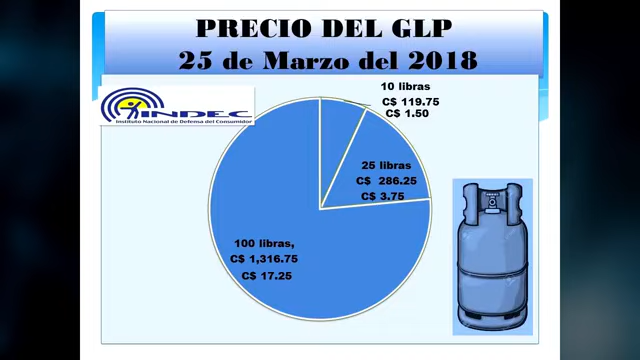 PRECIO DEL GLP
25 de Marzo del 2018
INDEC
Instituto Nacional de Defensa del Consumidor
10 libras
C$ 119.75
C$ 1.50
25 libras
C$ 286.25
C$ 3.75
100 libras,
C$ 1,316.75
C$ 17.25